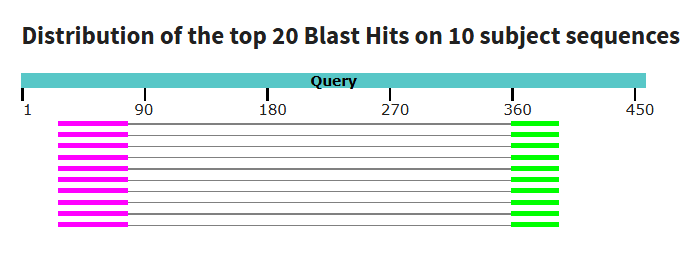 Distribution of the top 20 Blast Hits on 10 subject sequences
Query
1 90 180 270 360 450